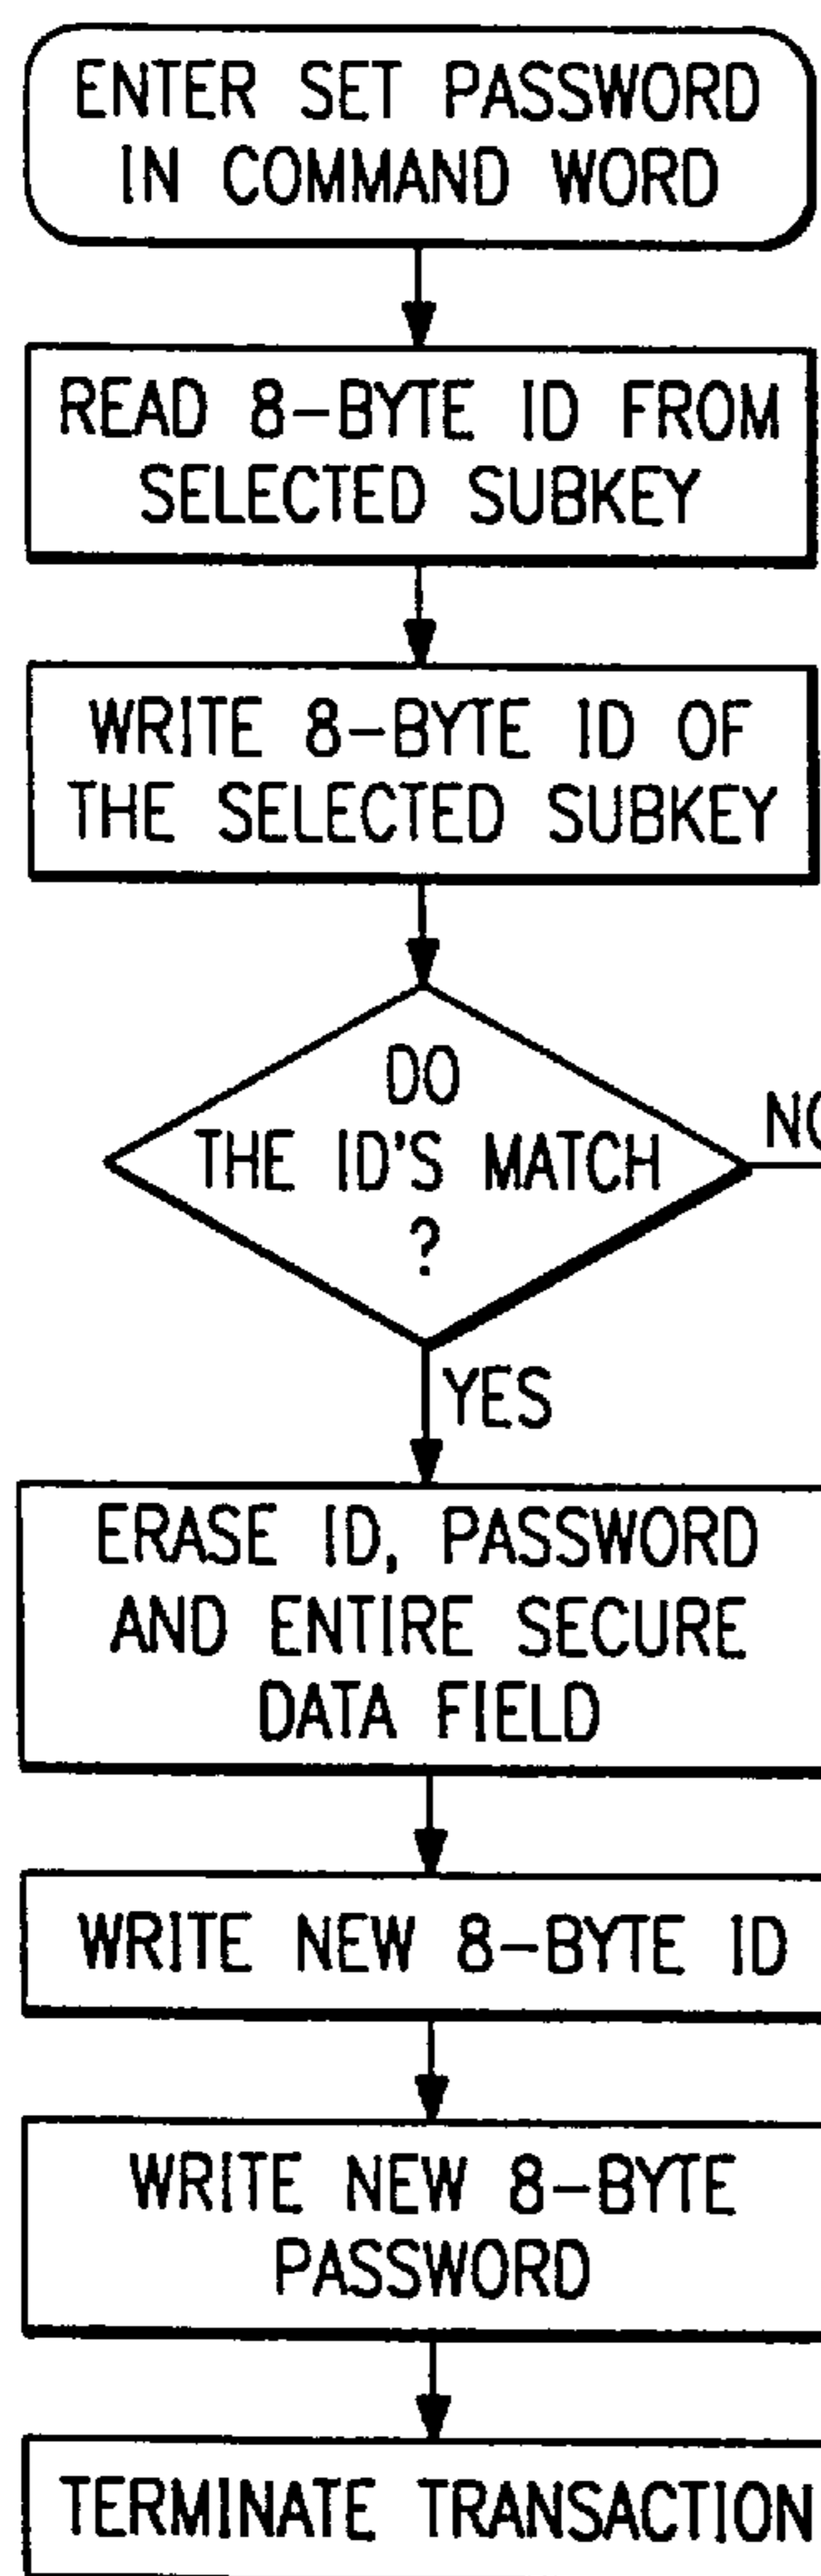 ENTER SET PASSWORD
IN COMMAND WORD
READ 8-BYTE ID FROM
SELECTED SUBKEY
WRITE 8-BYTE ID OF
THE SELECTED SUBKEY
DO
THE ID'S MATCH
?
NO
YES
ERASE ID, PASSWORD
AND ENTIRE SECURE
DATA FIELD
WRITE NEW 8-BYTE ID
WRITE NEW 8-BYTE
PASSWORD
TERMINATE TRANSACTION